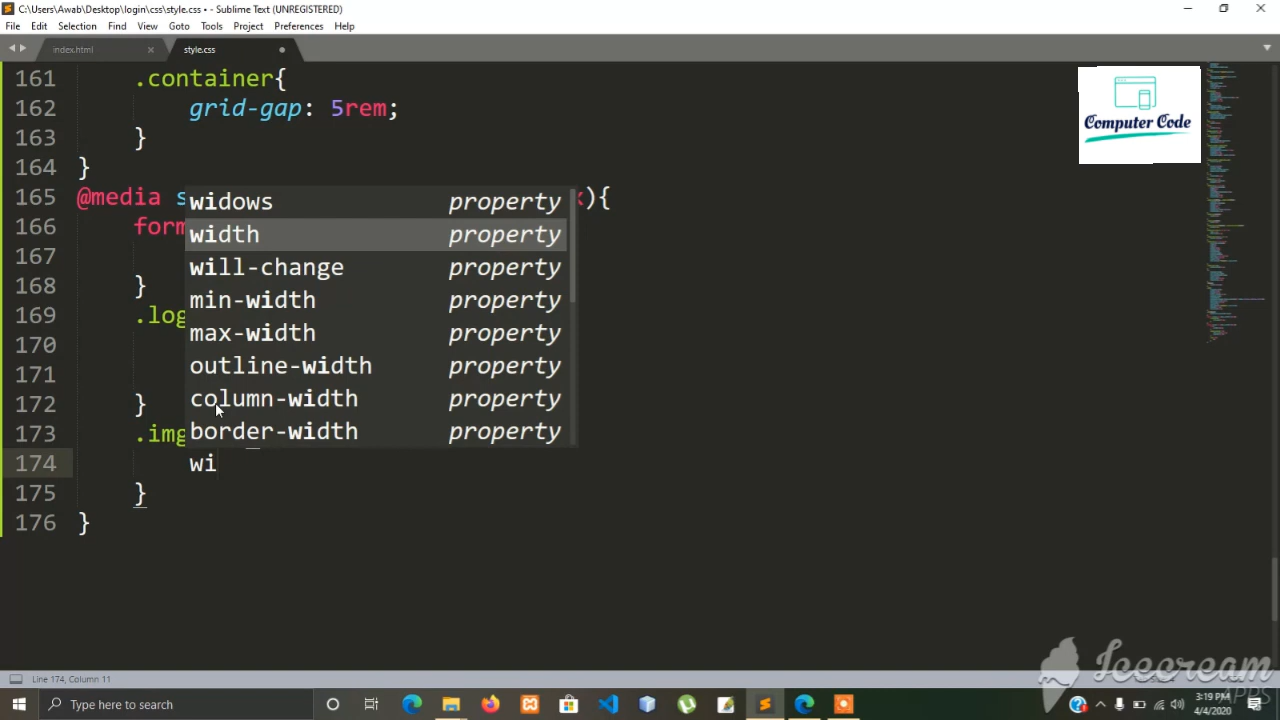 C:\Users\Awab\Desktop\login\css\style.css • - Sublime Text (UNREGISTERED)
File Edit Selection Find View Goto Tools Project Preferences Help
index.html style.css
161 .container{
162 grid-gap: 5rem;
163 }
164 }
165 @media s ){
166 form
167
168 }
169 .log
170
171
172 }
173 .img
174 wi
175 }
176 }
widows property
width property
will-change property
min-width property
max-width property
outline-width property
column-width property
border-width property
Computer Code
Line 174, Column 11
Icecream
APPS
Type here to search
3:19 PM
4/4/2020